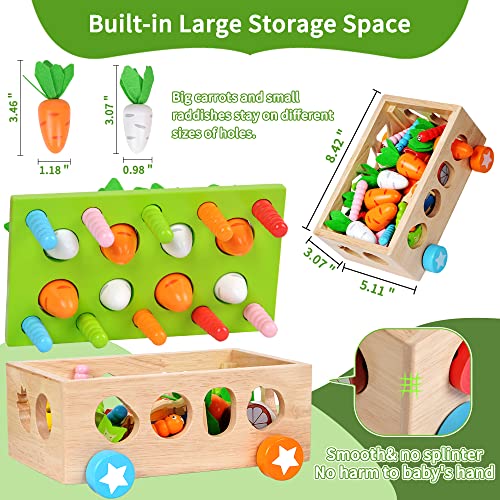 Built-in Large Storage Space
3.46 "
3.07 "
1.18 "
0.98 "
Big carrots and small
raddishes stay on different
sizes of holes.
8.42 "
3.07 "
5.11 "
Smooth& no splinter
No harm to baby's hand